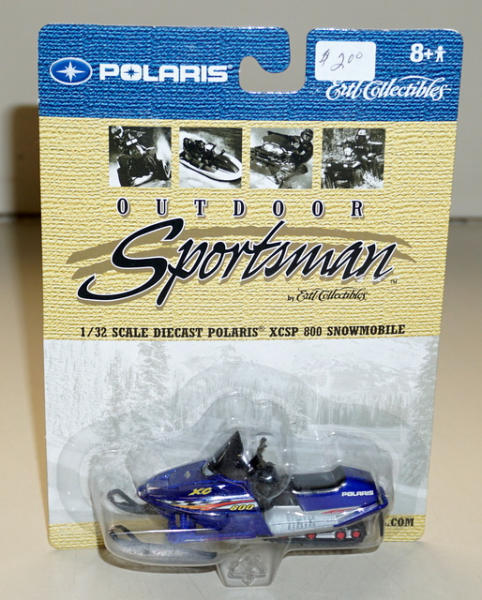 POLARIS®
$2.00
8+
Ertl Collectibles
OUTDOOR
Sportsman™
by Ertl Collectibles
1/32 SCALE DIECAST POLARIS® XCSP 800 SNOWMOBILE
XC
800
POLARIS
.COM